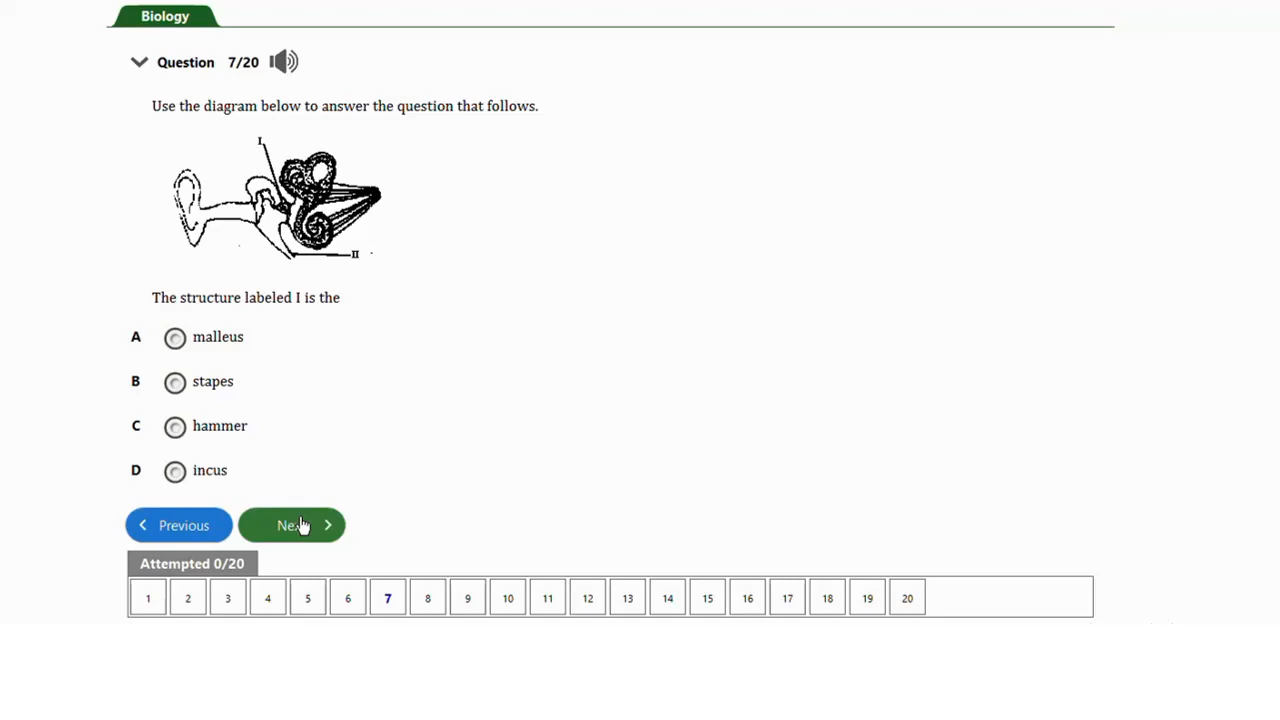 Biology
Question 7/20
Use the diagram below to answer the question that follows.
I
II
The structure labeled I is the
A malleus
B stapes
C hammer
D incus
Previous
Attempted 0/20
1 2 3 4 5 6 7 8 9 10 11 12 13 14 15 16 17 18 19 20